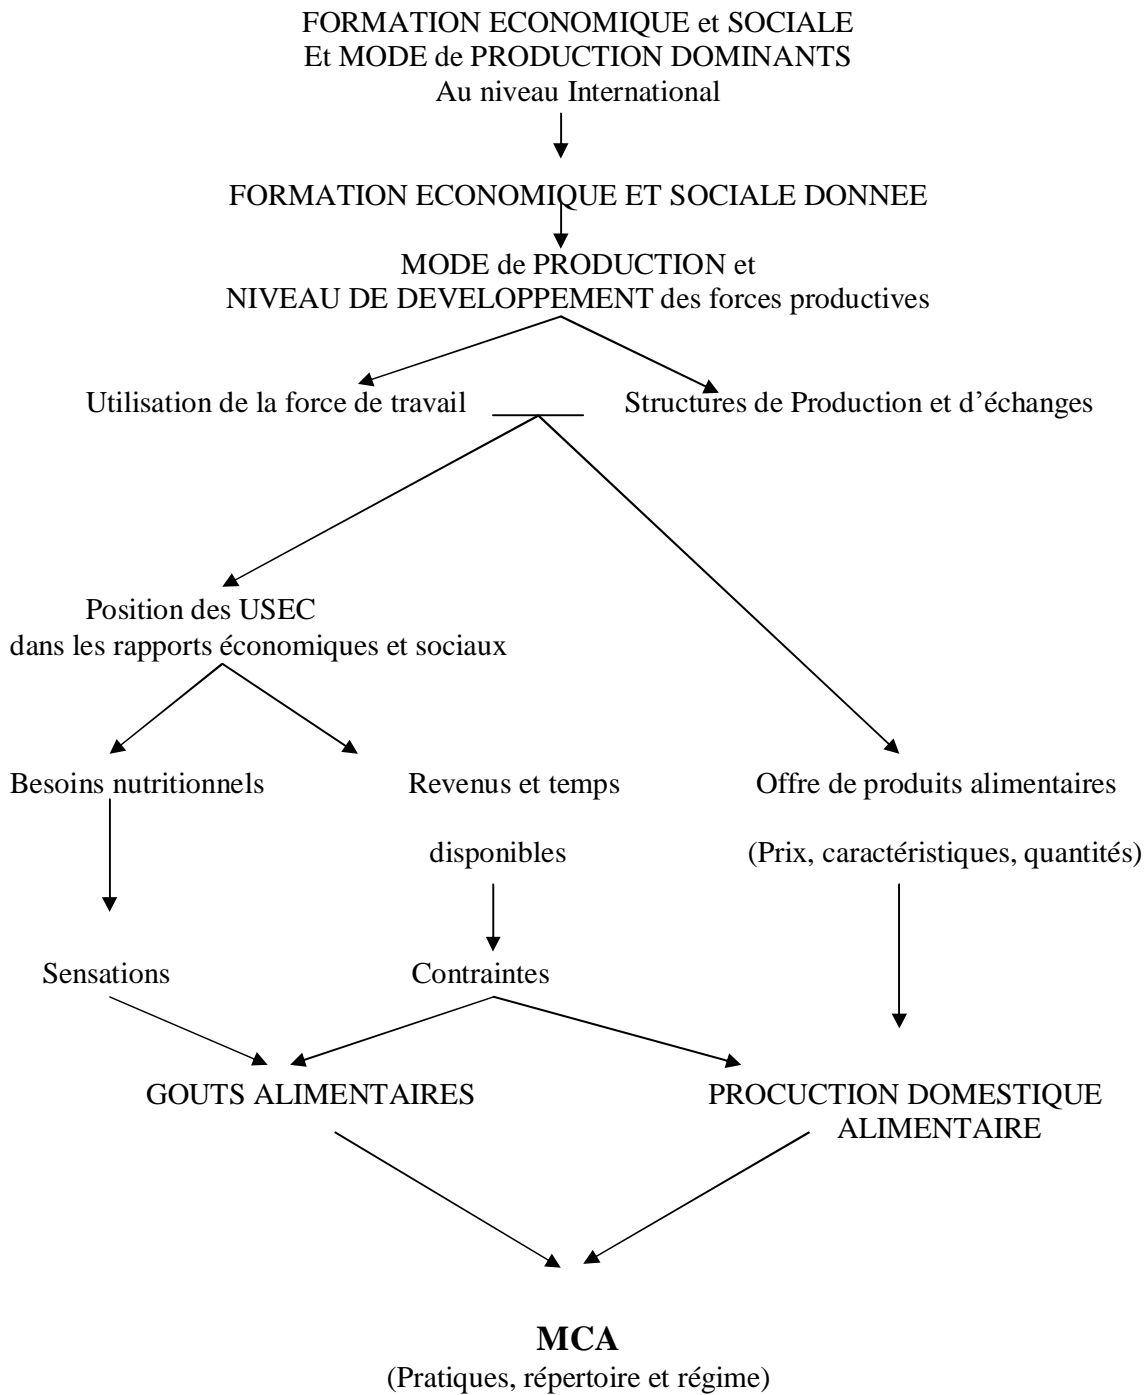 FORMATION ECONOMIQUE et SOCIALE
Et MODE de PRODUCTION DOMINANTS
Au niveau International
FORMATION ECONOMIQUE ET SOCIALE DONNEE
MODE de PRODUCTION et
NIVEAU DE DEVELOPPEMENT des forces productives
Utilisation de la force de travail
Structures de Production et d’échanges
Position des USEC
dans les rapports économiques et sociaux
Besoins nutritionnels
Revenus et temps
Offre de produits alimentaires
disponibles
(Prix, caractéristiques, quantités)
Sensations
Contraintes
GOUTS ALIMENTAIRES
PROCUCTION DOMESTIQUE
ALIMENTAIRE
MCA
(Pratiques, répertoire et régime)